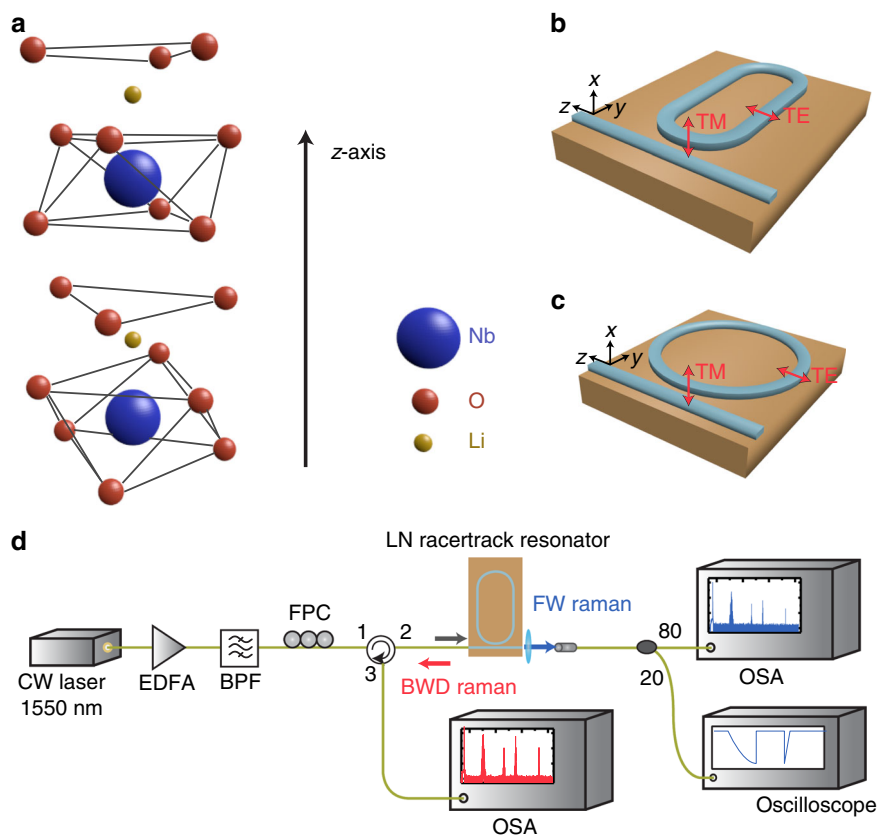 a
z-axis
Nb
O
Li
b
x
z
y
TM
TE
c
x
z
y
TM
TE
d
LN racertrack resonator
FPC
1
2
3
FW raman
80
20
CW laser
1550 nm
EDFA
BPF
BWD raman
OSA
OSA
Oscilloscope